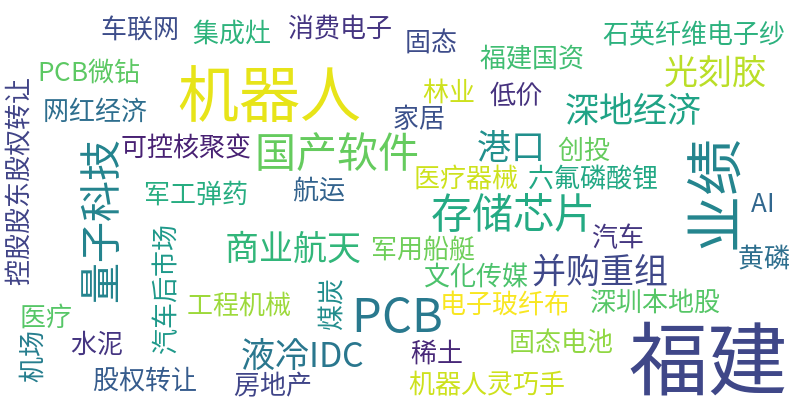 车联网
集成灶
消费电子
固态
石英纤维电子纱
福建国资
PCB微钻
光刻胶
机器人
林业
低价
网红经济
深地经济
家居
控股股东股权转让
可控核聚变
国产软件
港口
创投
业绩
量子科技
医疗器械
六氟磷酸锂
军工弹药
航运
AI
存储芯片
汽车
商业航天
军用船艇
黄磷
汽车后市场
并购重组
文化传媒
煤炭
工程机械
电子玻纤布
深圳本地股
医疗
PCB
福建
机场
水泥
固态电池
液冷IDC
稀土
股权转让
房地产
机器人灵巧手